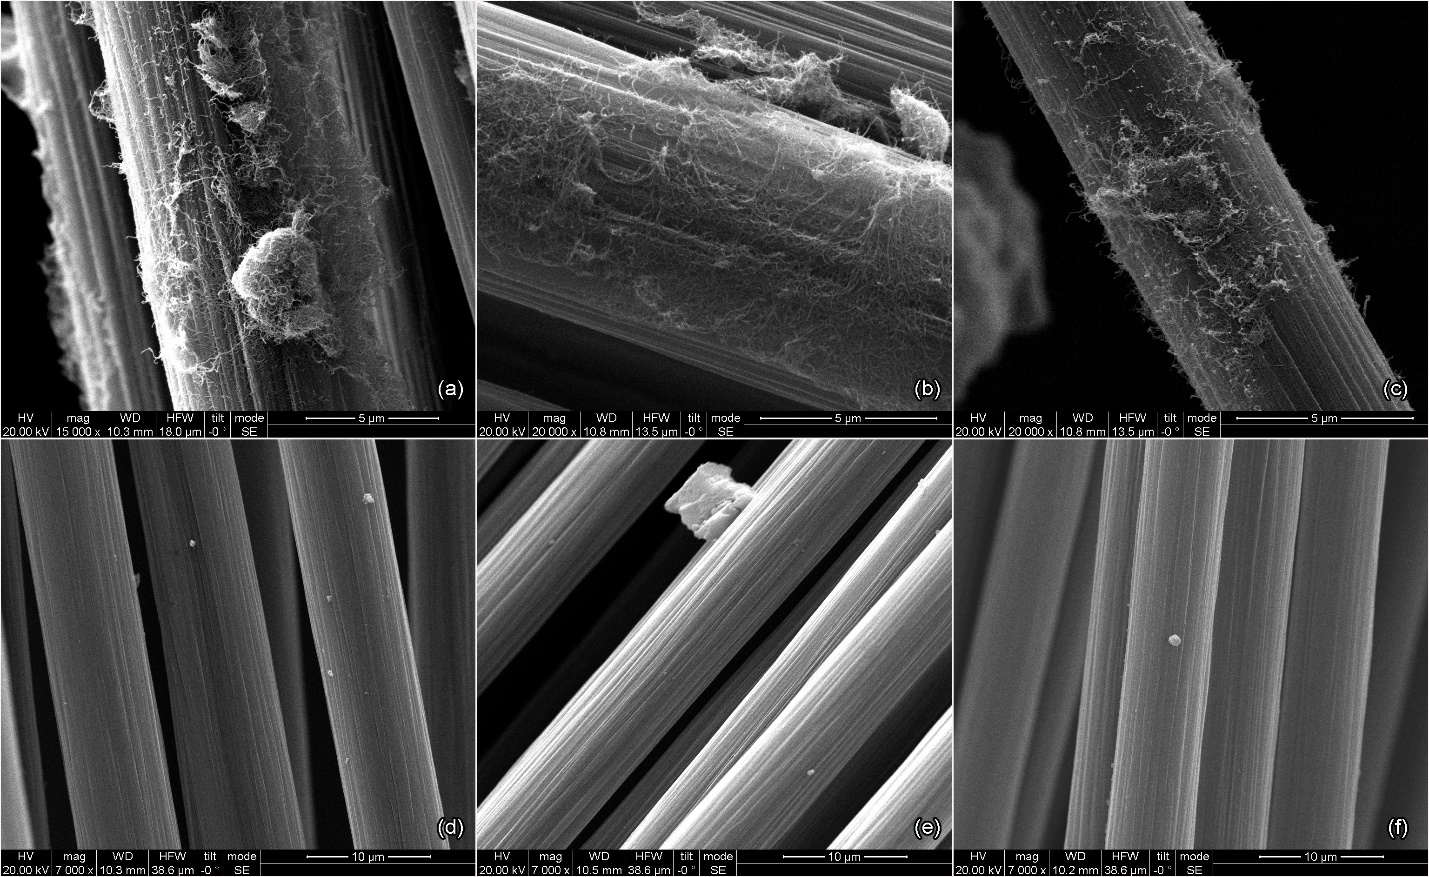 (a)
HV mag WD HFW tilt mode 5 µm
20.00 kV 15 000 x 10.3 mm 18.0 µm -0 ° SE
(b)
HV mag WD HFW tilt mode 5 µm
20.00 kV 20 000 x 10.8 mm 13.5 µm -0 ° SE
(c)
HV mag WD HFW tilt mode 5 µm
20.00 kV 20 000 x 10.8 mm 13.5 µm -0 ° SE
(d)
HV mag WD HFW tilt mode 10 µm
20.00 kV 7 000 x 10.3 mm 38.6 µm -0 ° SE
(e)
HV mag WD HFW tilt mode 10 µm
20.00 kV 7 000 x 10.5 mm 38.6 µm -0 ° SE
(f)
HV mag WD HFW tilt mode 10 µm
20.00 kV 7 000 x 10.2 mm 38.6 µm -0 ° SE